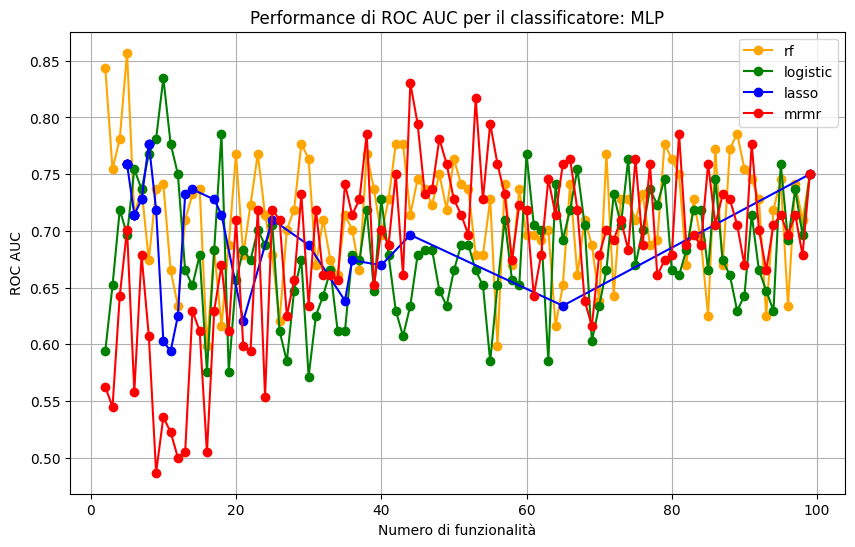 Performance di ROC AUC per il classificatore: MLP
rf
logistic
lasso
mrmr
ROC AUC
0.85
0.80
0.75
0.70
0.65
0.60
0.55
0.50
0
20
40
60
80
100
Numero di funzionalità